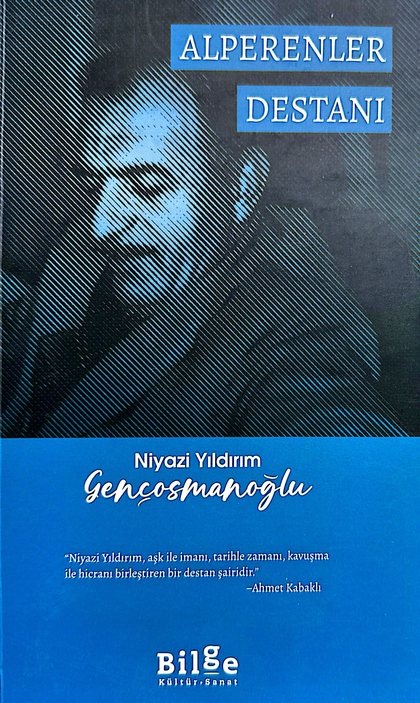 ALPERENLER
DESTANI
Niyazi Yıldırım
Gençosmanoğlu
“Niyazi Yıldırım, aşk ile imanı, tarihle zamanı, kavuşma
ile hicranı birleştiren bir destan şairidir.”
–Ahmet Kabaklı
Bilge
Kültür•Sanat